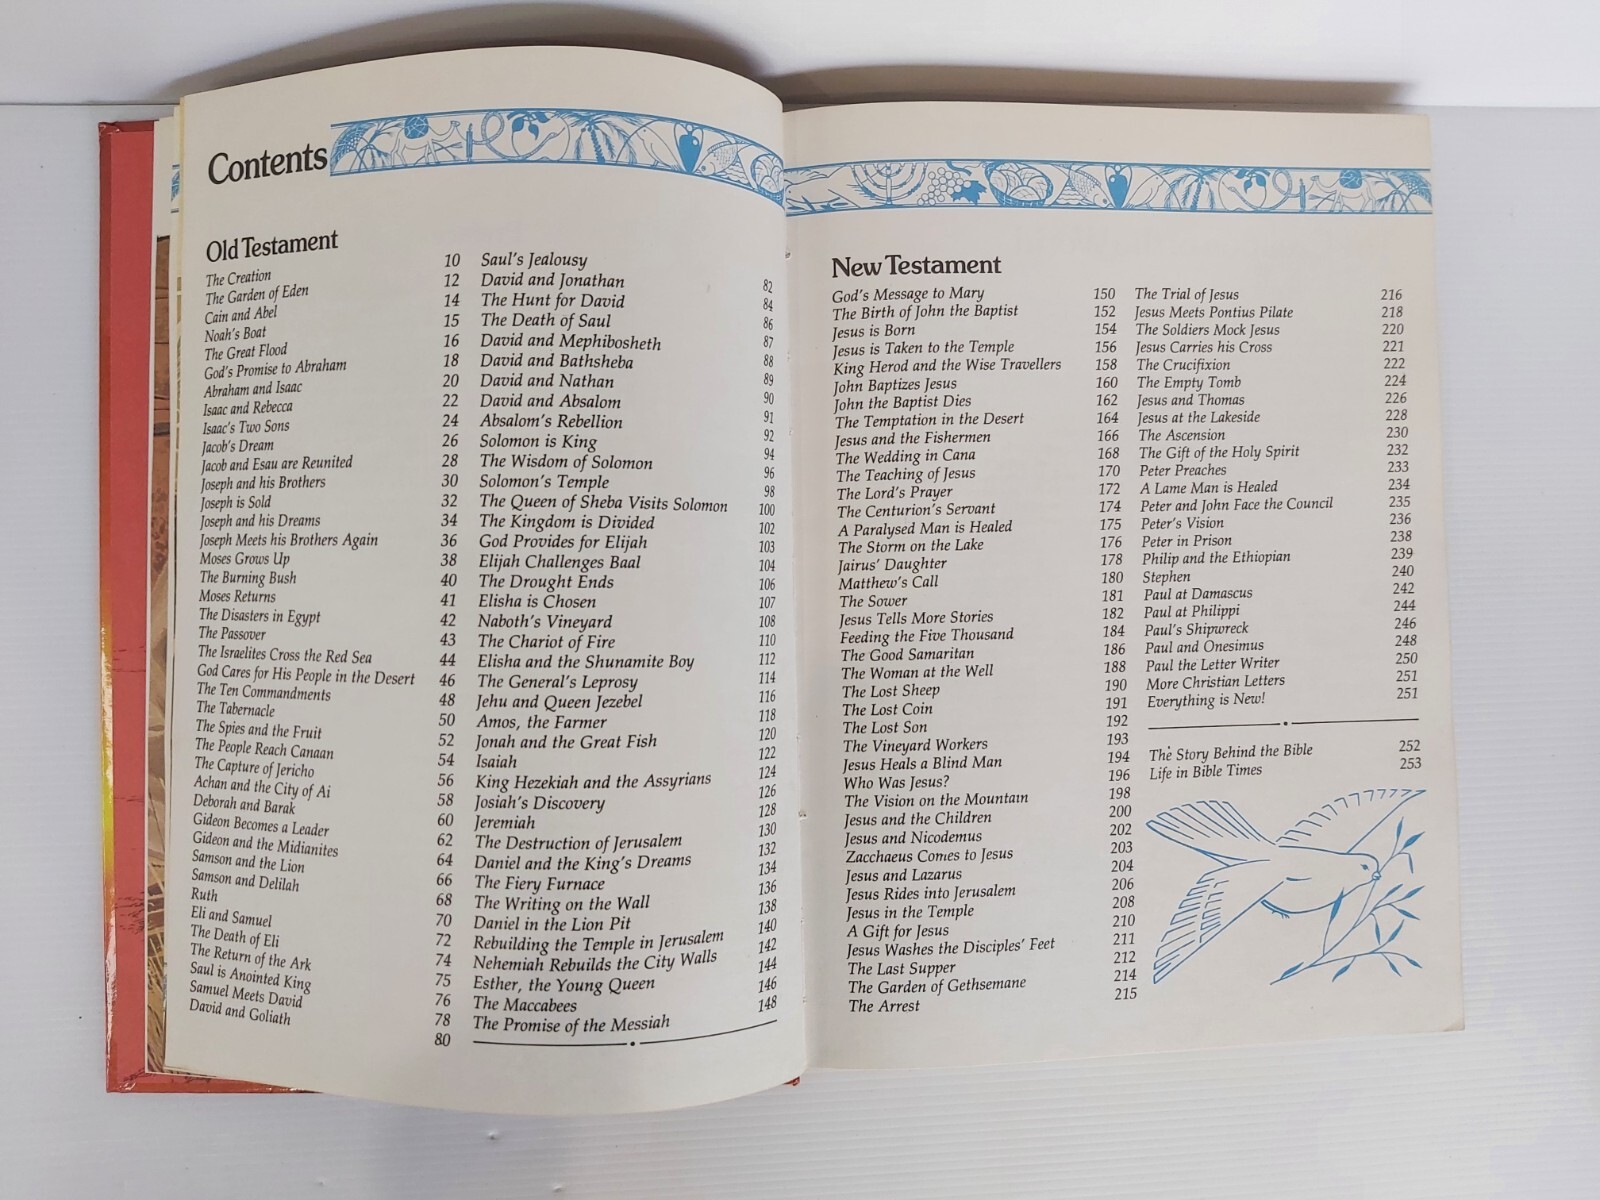 Contents
Old Testament
The Creation 10
The Garden of Eden 12
Cain and Abel 14
Noah's Boat 15
The Great Flood 16
God's Promise to Abraham 18
Abraham and Isaac 20
Isaac and Rebecca 22
Isaac's Two Sons 24
Jacob's Dream 26
Jacob and Esau are Reunited 28
Joseph and his Brothers 30
Joseph is Sold 32
Joseph and his Dreams 34
Joseph Meets his Brothers Again 36
Moses Grows Up 38
The Burning Bush 40
Moses Returns 41
The Disasters in Egypt 42
The Passover 43
The Israelites Cross the Red Sea 44
God Cares for His People in the Desert 46
The Ten Commandments 48
The Tabernacle 50
The Spies and the Fruit 52
The People Reach Canaan 54
The Capture of Jericho 56
Achan and the City of Ai 58
Deborah and Barak 60
Gideon Becomes a Leader 62
Gideon and the Midianites 64
Samson and the Lion 66
Samson and Delilah 68
Ruth 70
Eli and Samuel 72
The Death of Eli 74
The Return of the Ark 75
Saul is Anointed King 76
Samuel Meets David 78
David and Goliath 80
Saul's Jealousy 82
David and Jonathan 84
The Hunt for David 86
The Death of Saul 87
David and Mephibosheth 88
David and Bathsheba 89
David and Nathan 90
David and Absalom 91
Absalom's Rebellion 92
Solomon is King 94
The Wisdom of Solomon 96
Solomon's Temple 98
The Queen of Sheba Visits Solomon 100
The Kingdom is Divided 102
God Provides for Elijah 103
Elijah Challenges Baal 104
The Drought Ends 106
Elisha is Chosen 107
Naboth's Vineyard 108
The Chariot of Fire 110
Elisha and the Shunamite Boy 112
The General's Leprosy 114
Jehu and Queen Jezebel 116
Amos, the Farmer 118
Jonah and the Great Fish 120
Isaiah 122
King Hezekiah and the Assyrians 124
Josiah's Discovery 126
Jeremiah 128
The Destruction of Jerusalem 130
Daniel and the King's Dreams 132
The Fiery Furnace 134
The Writing on the Wall 136
Daniel in the Lion Pit 138
Rebuilding the Temple in Jerusalem 140
Nehemiah Rebuilds the City Walls 142
Esther, the Young Queen 144
The Maccabees 146
The Promise of the Messiah 148
New Testament
God's Message to Mary 150
The Birth of John the Baptist 152
Jesus is Born 154
Jesus is Taken to the Temple 156
King Herod and the Wise Travellers 158
John Baptizes Jesus 160
John the Baptist Dies 162
The Temptation in the Desert 164
Jesus and the Fishermen 166
The Wedding in Cana 168
The Teaching of Jesus 170
The Lord's Prayer 172
The Centurion's Servant 174
A Paralysed Man is Healed 175
The Storm on the Lake 176
Jairus' Daughter 178
Matthew's Call 180
The Sower 181
Jesus Tells More Stories 182
Feeding the Five Thousand 184
The Good Samaritan 186
The Woman at the Well 188
The Lost Sheep 190
The Lost Coin 191
The Lost Son 192
The Vineyard Workers 193
Jesus Heals a Blind Man 194
Who Was Jesus? 196
The Vision on the Mountain 198
Jesus and the Children 200
Jesus and Nicodemus 202
Zacchaeus Comes to Jesus 203
Jesus and Lazarus 204
Jesus Rides into Jerusalem 206
Jesus in the Temple 208
A Gift for Jesus 210
Jesus Washes the Disciples' Feet 211
The Last Supper 212
The Garden of Gethsemane 214
The Arrest 215
The Trial of Jesus 216
Jesus Meets Pontius Pilate 218
The Soldiers Mock Jesus 220
Jesus Carries his Cross 221
The Crucifixion 222
The Empty Tomb 224
Jesus and Thomas 226
Jesus at the Lakeside 228
The Ascension 230
The Gift of the Holy Spirit 232
Peter Preaches 233
A Lame Man is Healed 234
Peter and John Face the Council 235
Peter's Vision 236
Peter in Prison 238
Philip and the Ethiopian 239
Stephen 240
Paul at Damascus 242
Paul at Philippi 244
Paul's Shipwreck 246
Paul and Onesimus 248
Paul the Letter Writer 250
More Christian Letters 251
Everything is New! 251
The Story Behind the Bible 252
Life in Bible Times 253